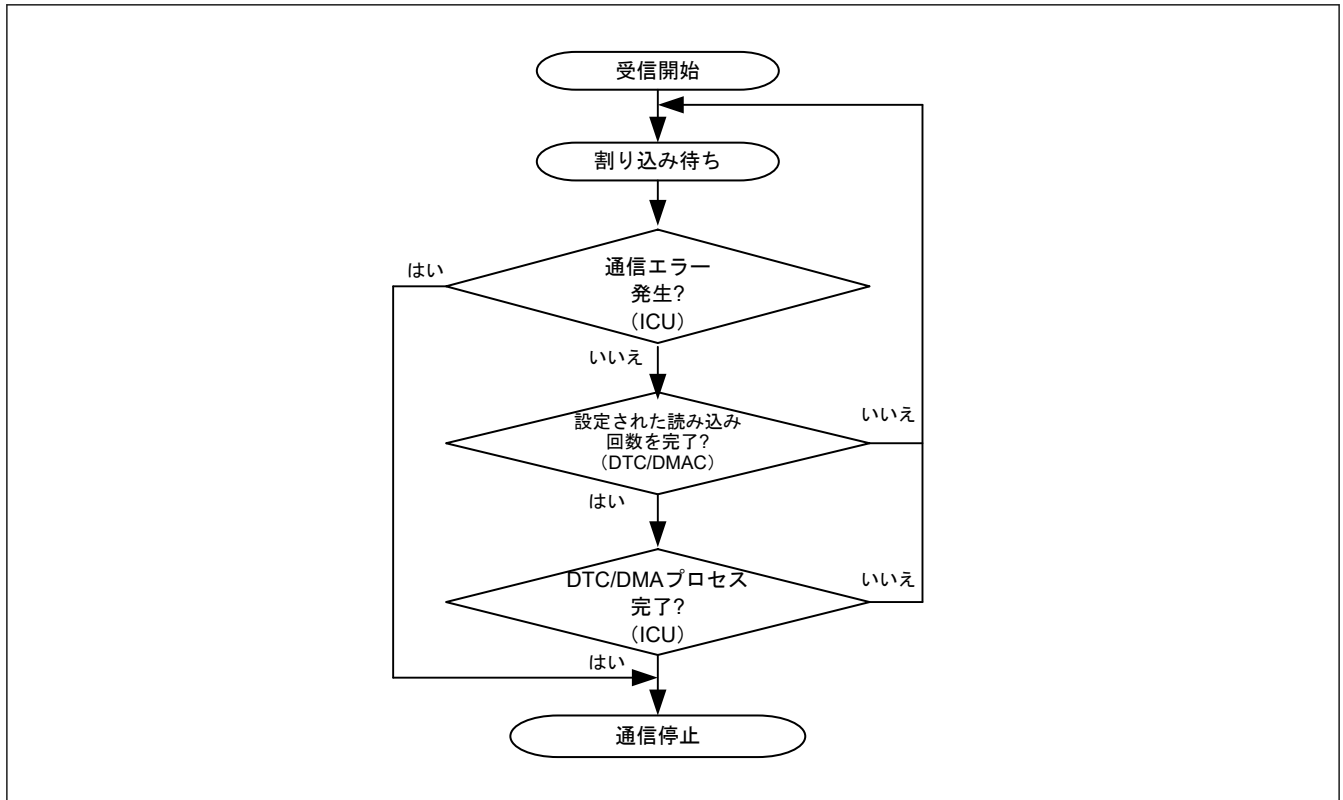 受信開始
割り込み待ち
はい
通信エラー
発生?
（ICU）
いいえ
設定された読み込み
回数を完了?
（DTC/DMAC）
いいえ
はい
DTC/DMAプロセス
完了?
（ICU）
いいえ
はい
通信停止